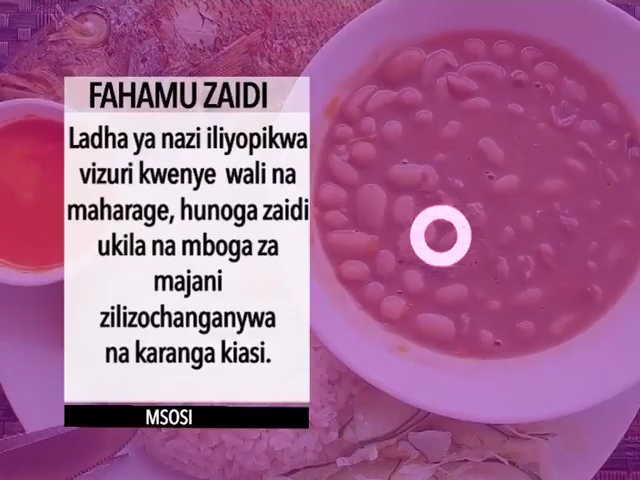 FAHAMU ZAIDI
Ladha ya nazi iliyopikwa
vizuri kwenye wali na
maharage, hunoga zaidi
ukila na mboga za
majani
zilizochanganywa
na karanga kiasi.
MSOSI